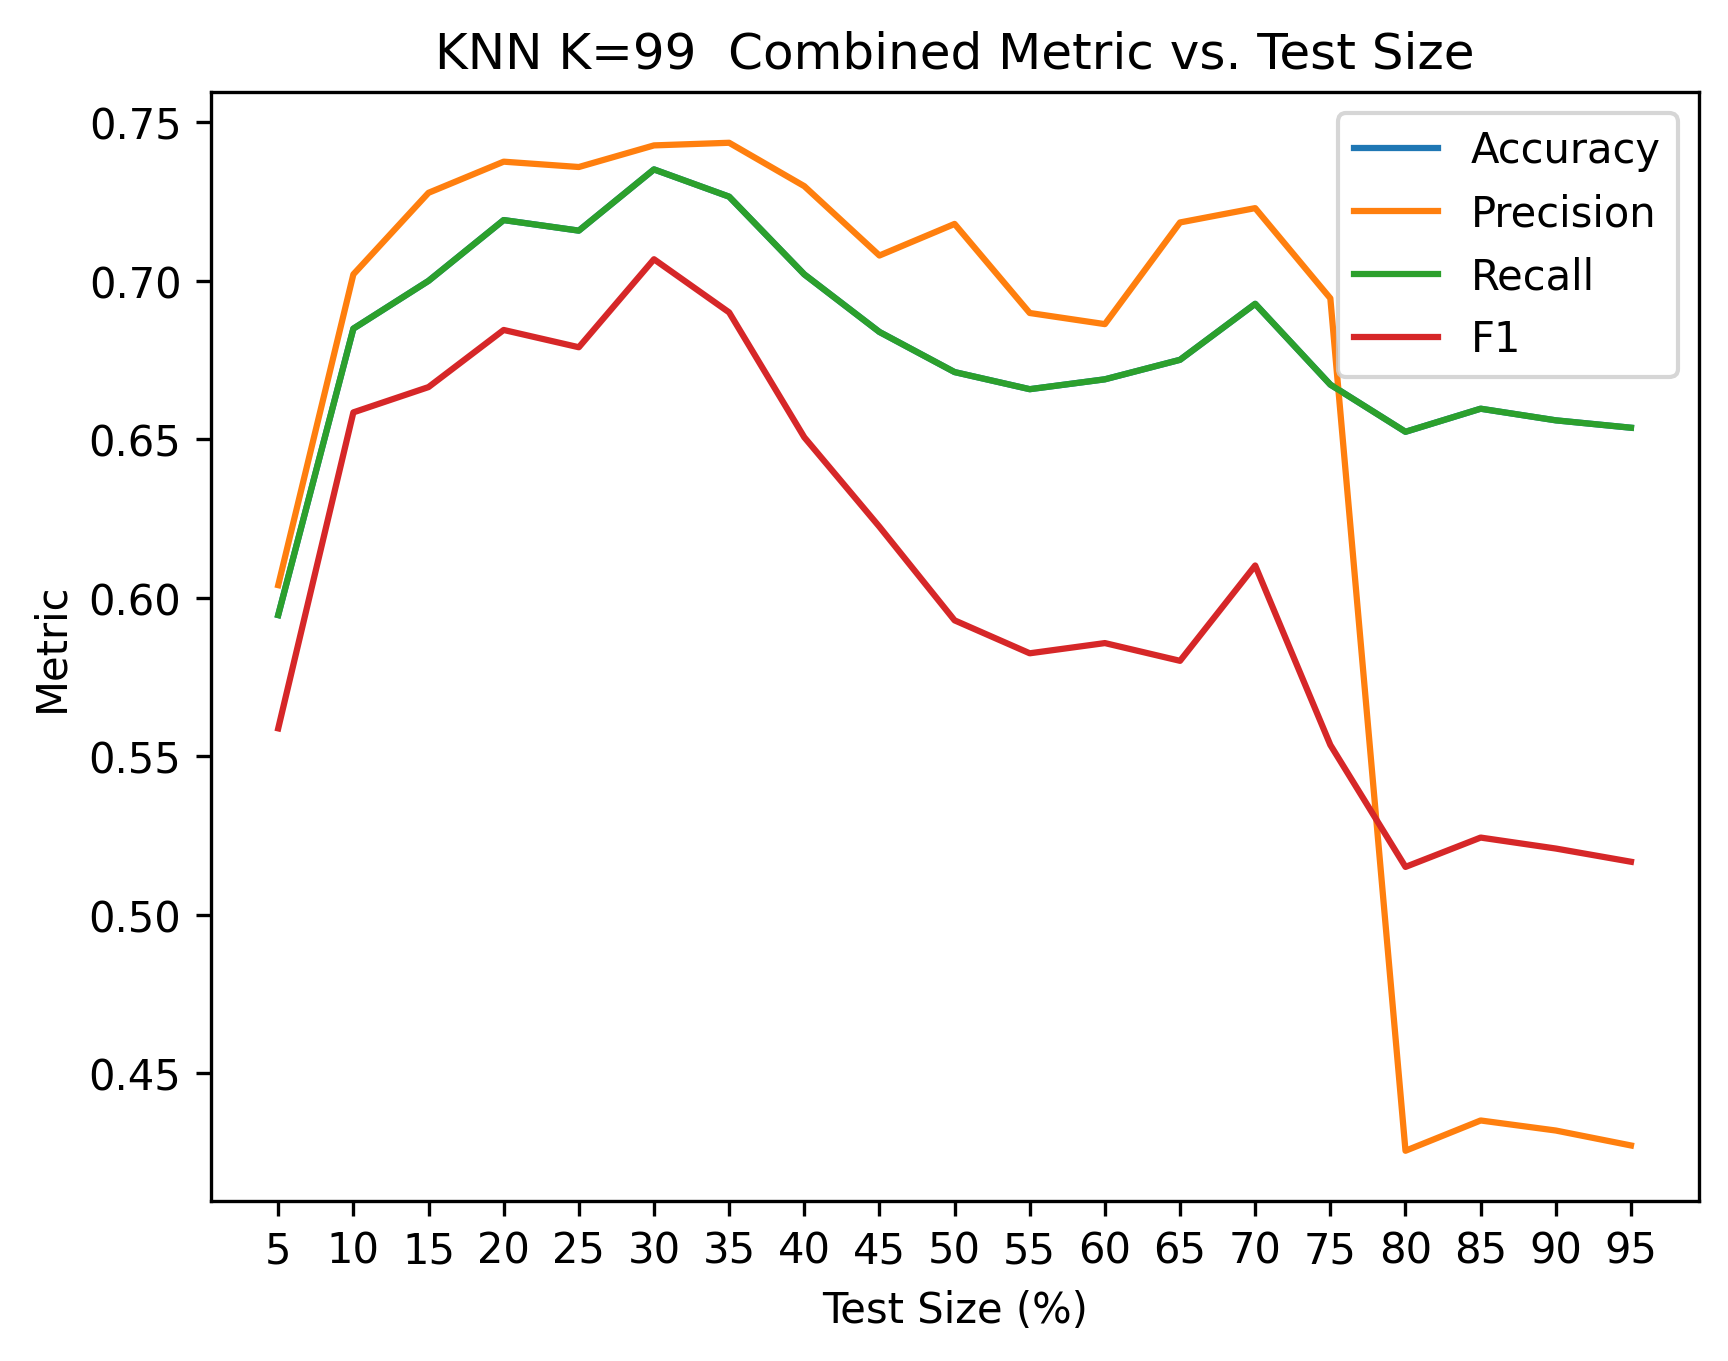 KNN K=99  Combined Metric vs. Test Size
Metric
0.75
0.70
0.65
0.60
0.55
0.50
0.45
Accuracy
Precision
Recall
F1
5 10 15 20 25 30 35 40 45 50 55 60 65 70 75 80 85 90 95
Test Size (%)